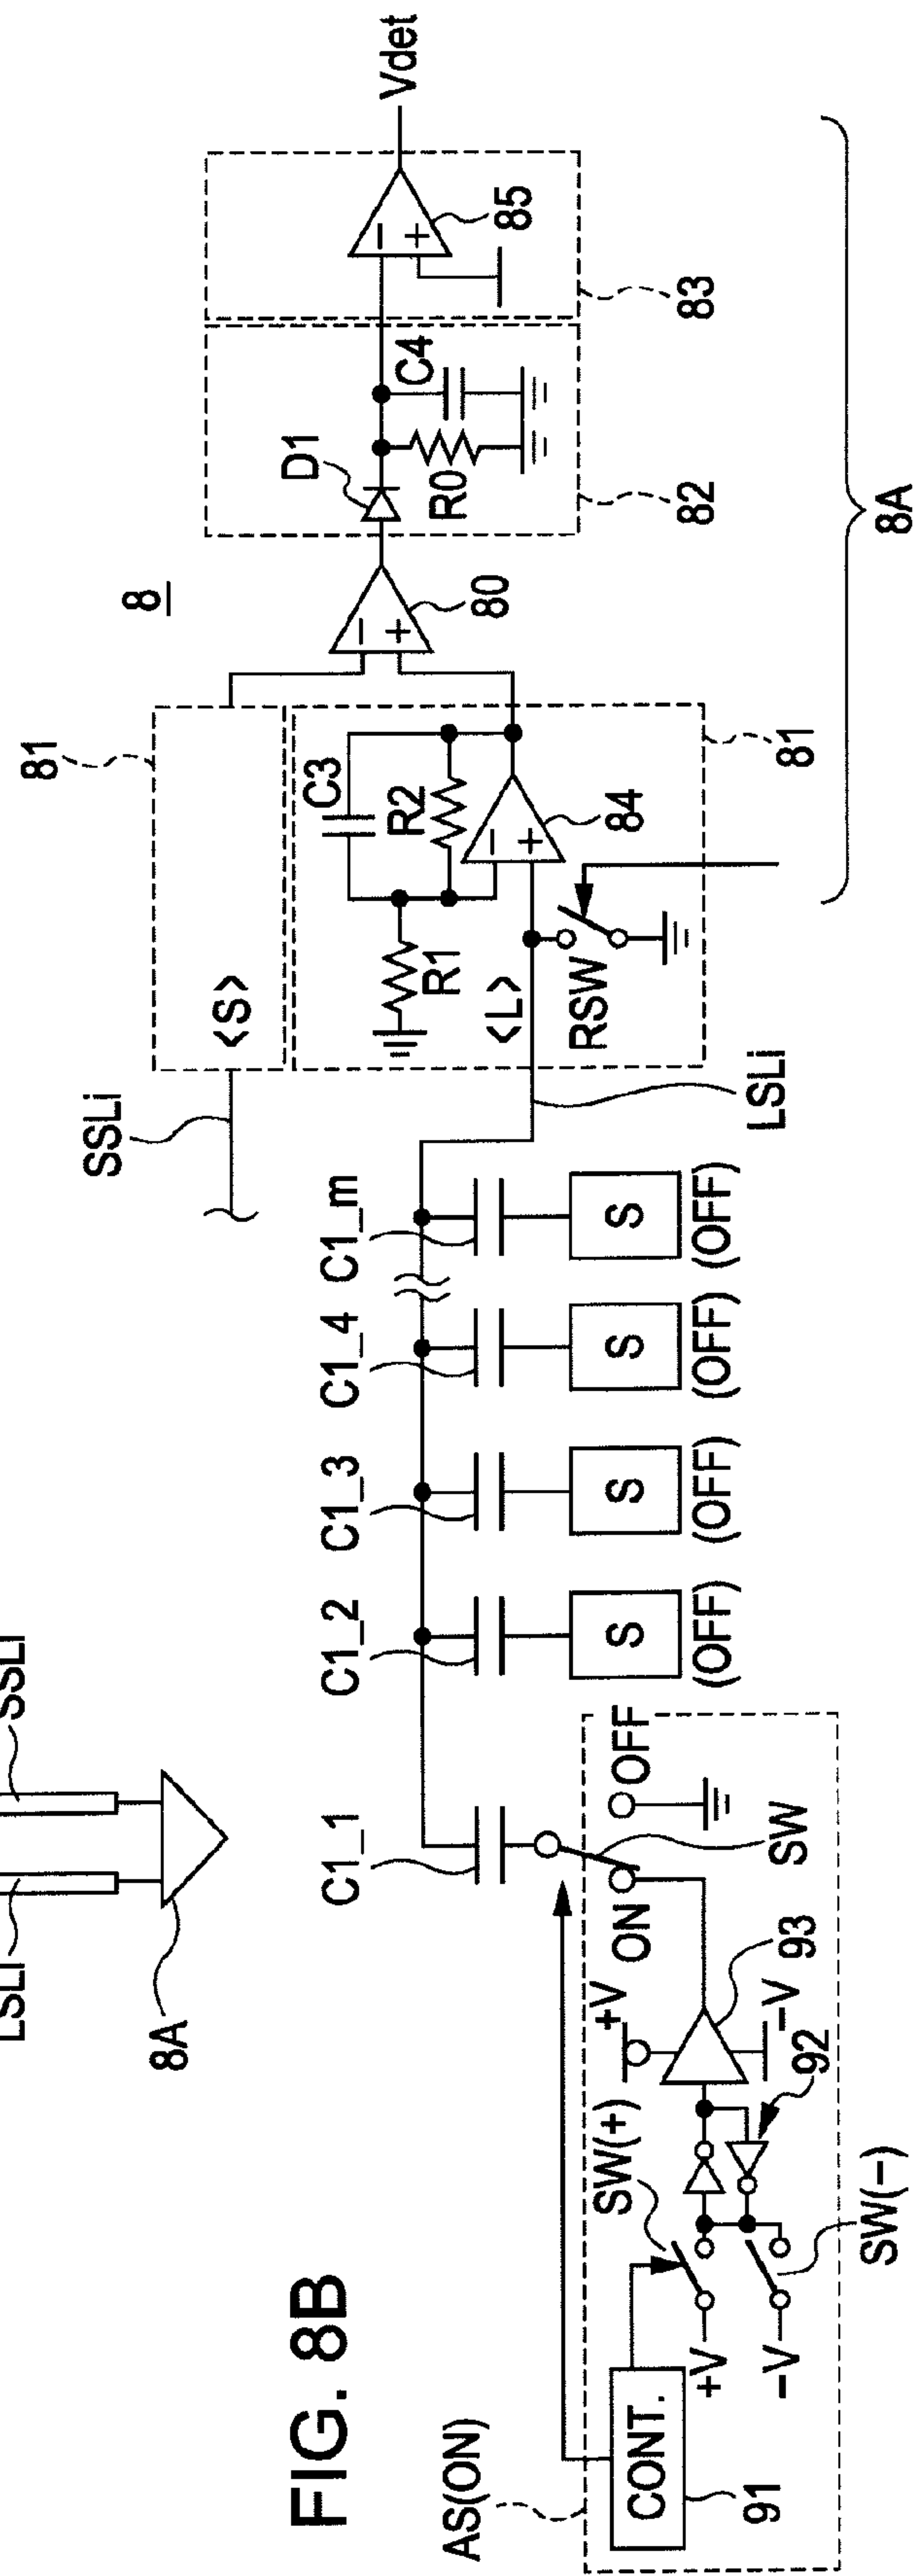 LSLi
SSLi
8A
FIG. 8B
8
81
<S>
SSLi
C3
R2
R1
<L>
RSW
84
81
LSLi
80
D1
R0
C4
82
85
83
Vdet
8A
C1_1
C1_2
C1_3
C1_4
C1_m
S
S
S
S
(OFF)
(OFF)
(OFF)
(OFF)
AS(ON)
CONT.
91
SW(+)
+V
−V
SW(−)
92
+V
−V
93
ON
OFF
SW